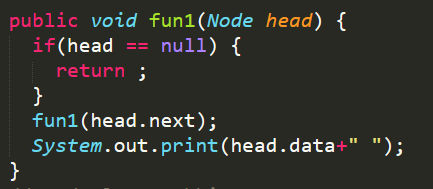 public void fun1(Node head) {
  if(head == null) {
    return ;
  }
  fun1(head.next);
  System.out.print(head.data+" ");
}